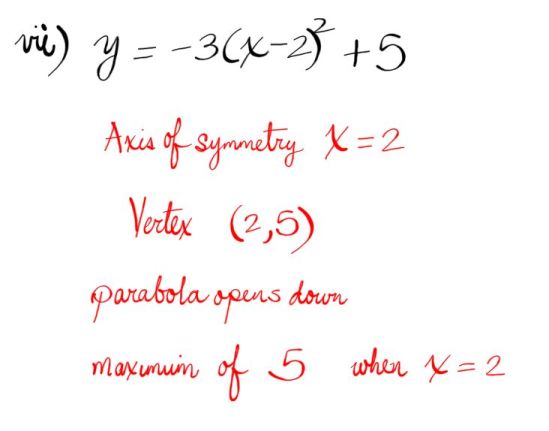 vii) y = -3(x-2)² + 5
Axis of symmetry x = 2
Vertex (2,5)
parabola opens down
maximum of 5 when x = 2